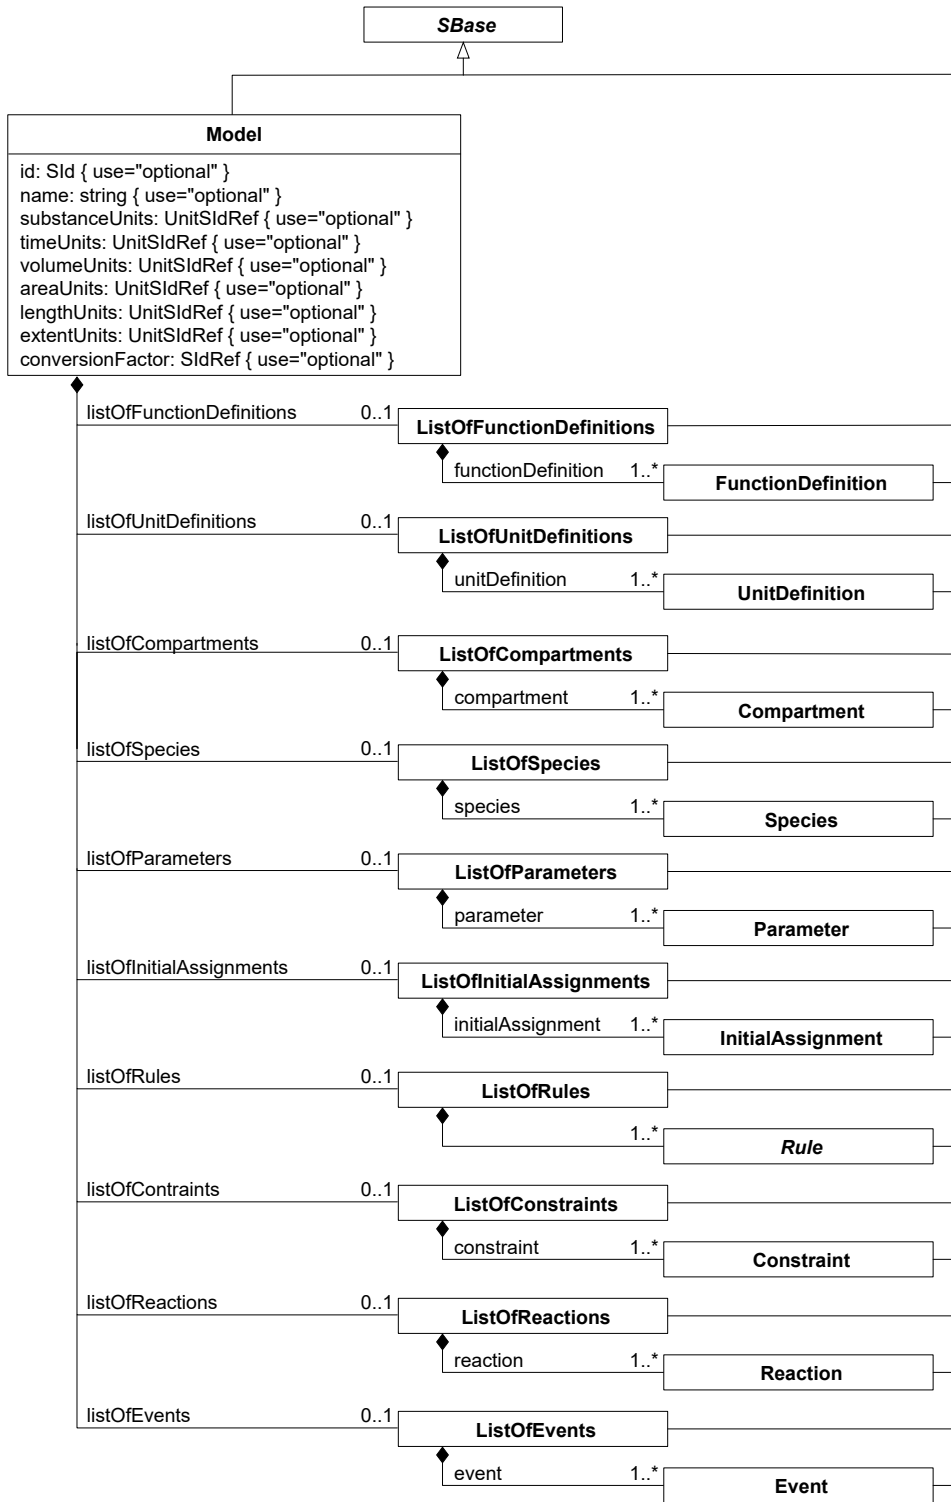 SBase
Model
id: SId { use="optional" }
name: string { use="optional" }
substanceUnits: UnitSIdRef { use="optional" }
timeUnits: UnitSIdRef { use="optional" }
volumeUnits: UnitSIdRef { use="optional" }
areaUnits: UnitSIdRef { use="optional" }
lengthUnits: UnitSIdRef { use="optional" }
extentUnits: UnitSIdRef { use="optional" }
conversionFactor: SIdRef { use="optional" }
listOfFunctionDefinitions 0..1
ListOfFunctionDefinitions
functionDefinition 1..*
FunctionDefinition
listOfUnitDefinitions 0..1
ListOfUnitDefinitions
unitDefinition 1..*
UnitDefinition
listOfCompartments 0..1
ListOfCompartments
compartment 1..*
Compartment
listOfSpecies 0..1
ListOfSpecies
species 1..*
Species
listOfParameters 0..1
ListOfParameters
parameter 1..*
Parameter
listOfInitialAssignments 0..1
ListOfInitialAssignments
initialAssignment 1..*
InitialAssignment
listOfRules 0..1
ListOfRules
1..*
Rule
listOfContraints 0..1
ListOfConstraints
constraint 1..*
Constraint
listOfReactions 0..1
ListOfReactions
reaction 1..*
Reaction
listOfEvents 0..1
ListOfEvents
event 1..*
Event